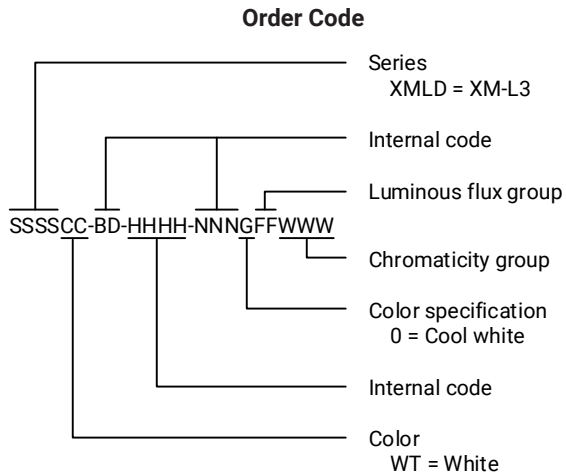 Order Code
Series
XMLD = XM-L3
Internal code
Luminous flux group
SSSSCC-BD-HHHH-NNNGFFWWW
Chromaticity group
Color specification
0 = Cool white
Internal code
Color
WT = White